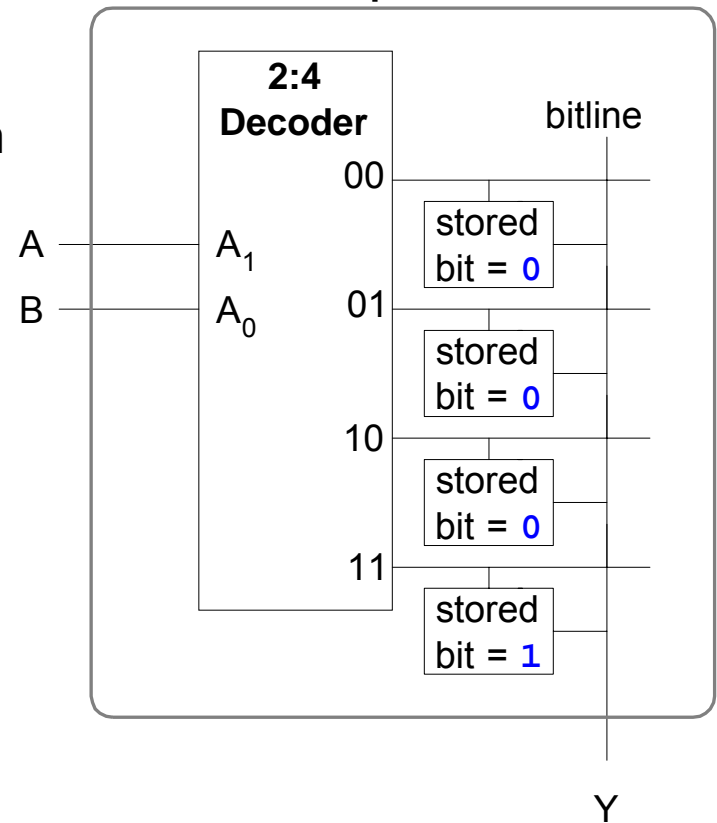 2:4
Decoder
bitline
00
stored
bit = 0
A
A₁
B
A₀
01
stored
bit = 0
10
stored
bit = 0
11
stored
bit = 1
Y